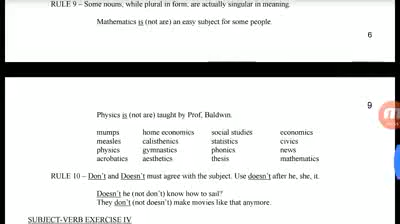 RULE 9 – Some nouns, while plural in form, are actually singular in meaning.
Mathematics is (not are) an easy subject for some people.
6
9
Physics is (not are) taught by Prof. Baldwin.
mumps home economics social studies economics
measles calisthenics statistics civics
physics gymnastics phonics news
acrobatics aesthetics thesis mathematics
RULE 10 – Don't and Doesn't must agree with the subject. Use doesn't after he, she, it.
Doesn't he (not don't) know how to sail?
They don't (not doesn't) make movies like that anymore.
SUBJECT-VERB EXERCISE IV